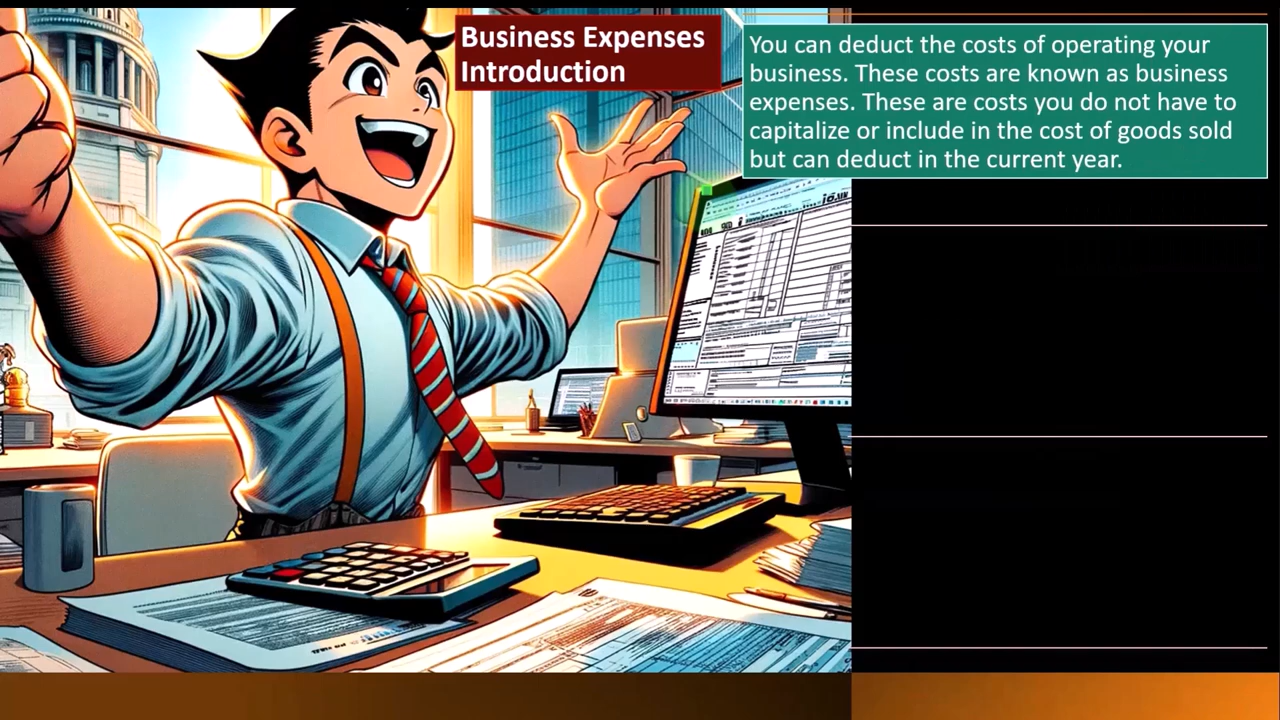 Business Expenses
Introduction
You can deduct the costs of operating your
business. These costs are known as business
expenses. These are costs you do not have to
capitalize or include in the cost of goods sold
but can deduct in the current year.